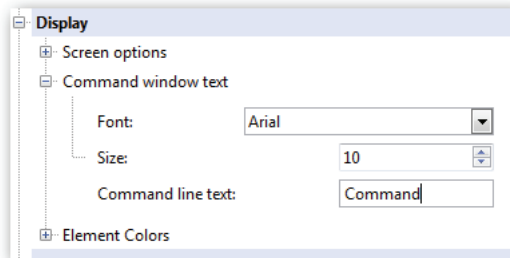 Display
Screen options
Command window text
Font: Arial
Size: 10
Command line text: Command
Element Colors